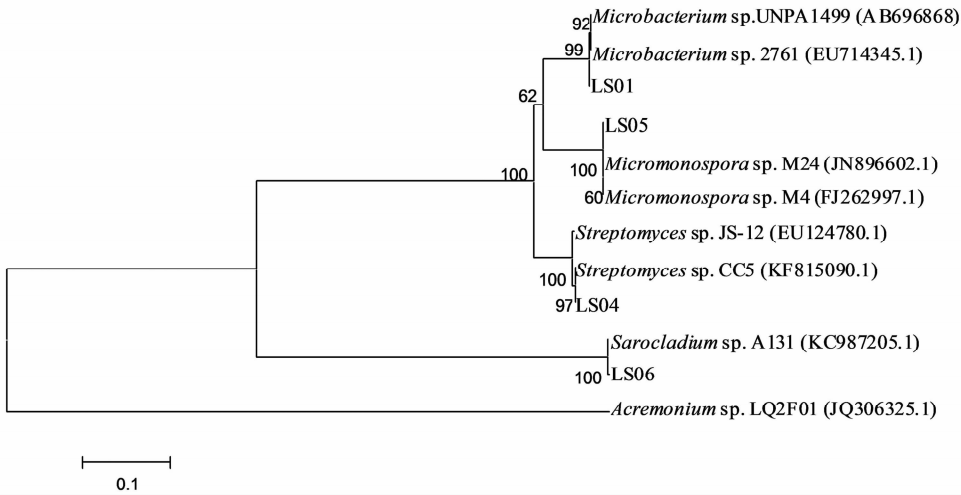 Microbacterium sp.UNPA1499 (AB696868)
92
99
Microbacterium sp. 2761 (EU714345.1)
LS01
62
LS05
100
Micromonospora sp. M24 (JN896602.1)
100
60
Micromonospora sp. M4 (FJ262997.1)
Streptomyces sp. JS-12 (EU124780.1)
Streptomyces sp. CC5 (KF815090.1)
100
97
LS04
Sarocladium sp. A131 (KC987205.1)
100
LS06
Acremonium sp. LQ2F01 (JQ306325.1)
0.1